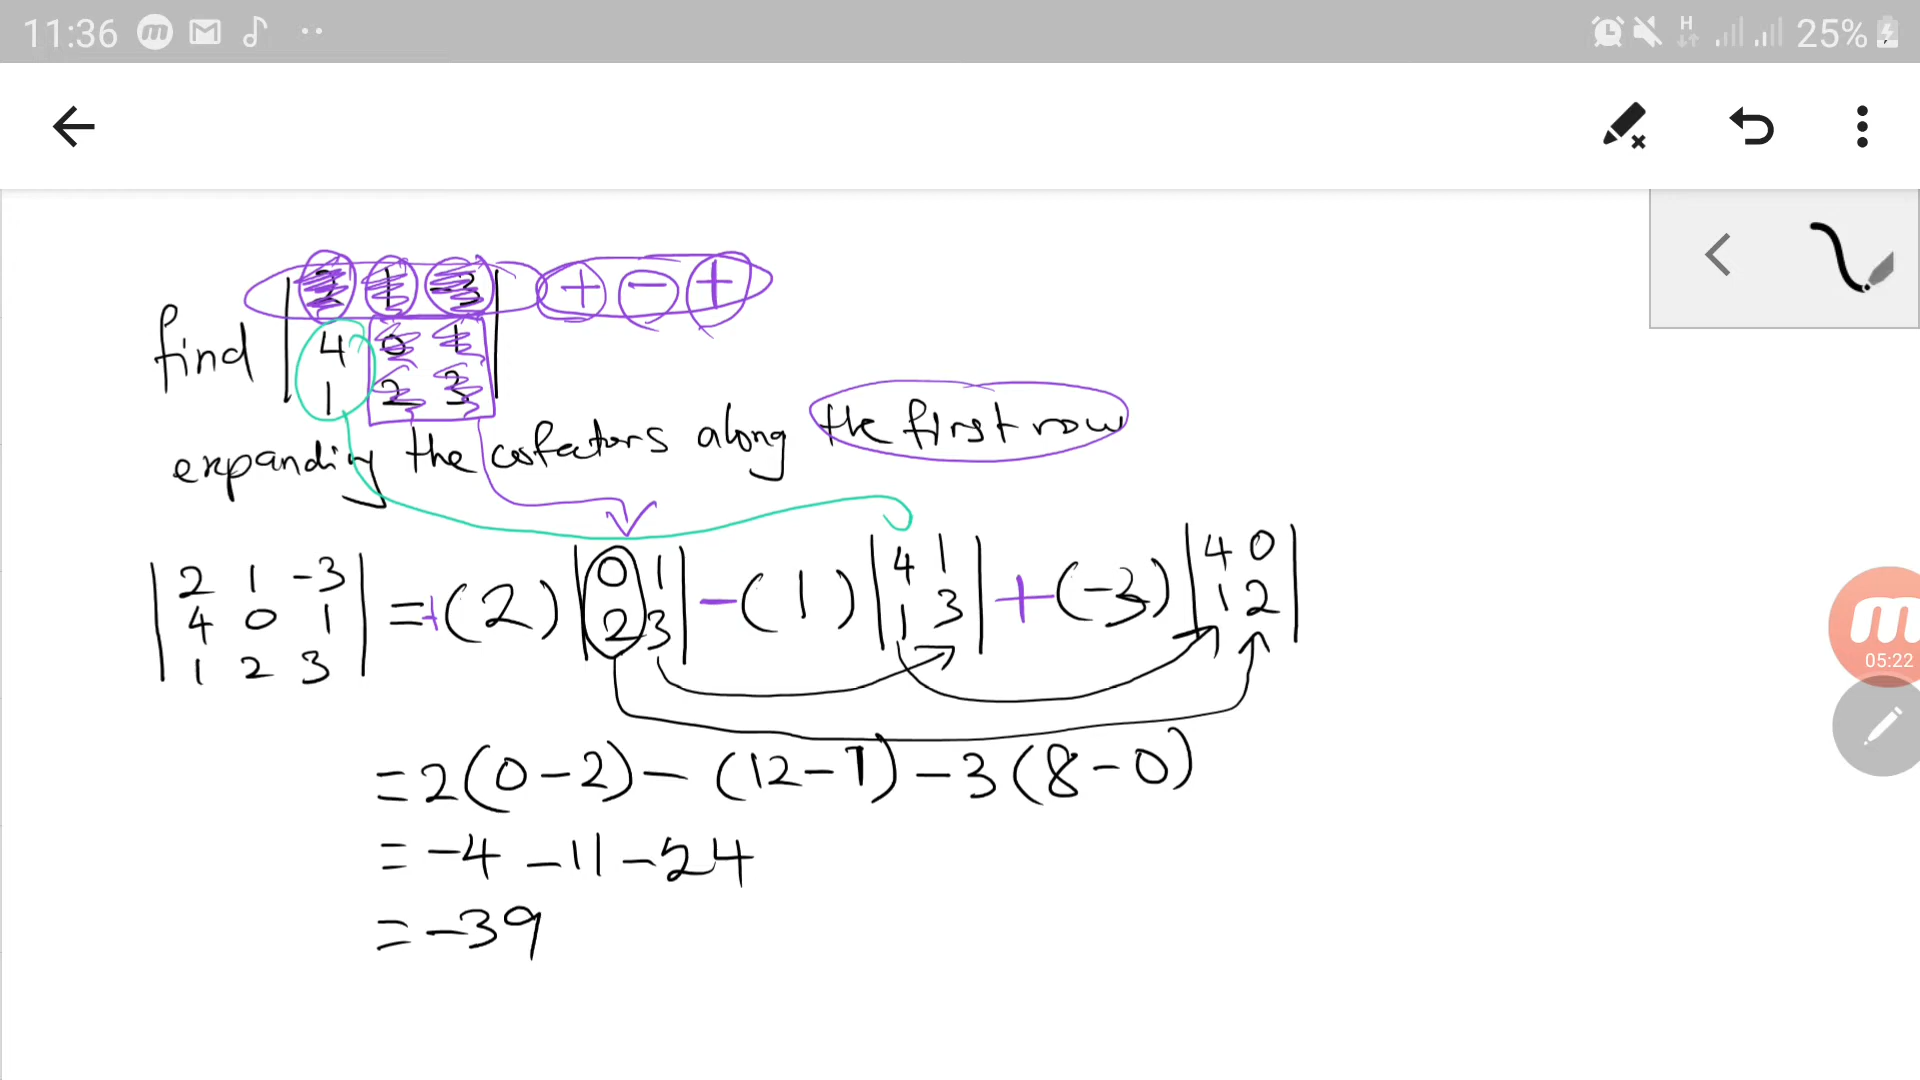 11:36 25%
find | 2 1 -3 | + - +
| 4 0 1 |
| 1 2 3 |
expanding the cofactors along the first row
| 2 1 -3 | = +(2) | 0 1 | - (1) | 4 1 | + (-3) | 4 0 |
| 4 0 1 | | 2 3 | | 1 3 | | 1 2 |
| 1 2 3 |
= 2(0-2) - (12-1) -3(8-0)
= -4 -11 -24
= -39
05:22